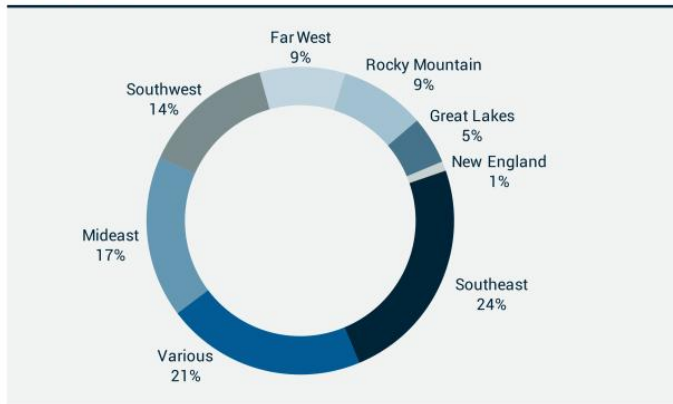 Far West
9%
Rocky Mountain
9%
Great Lakes
5%
New England
1%
Southeast
24%
Various
21%
Mideast
17%
Southwest
14%